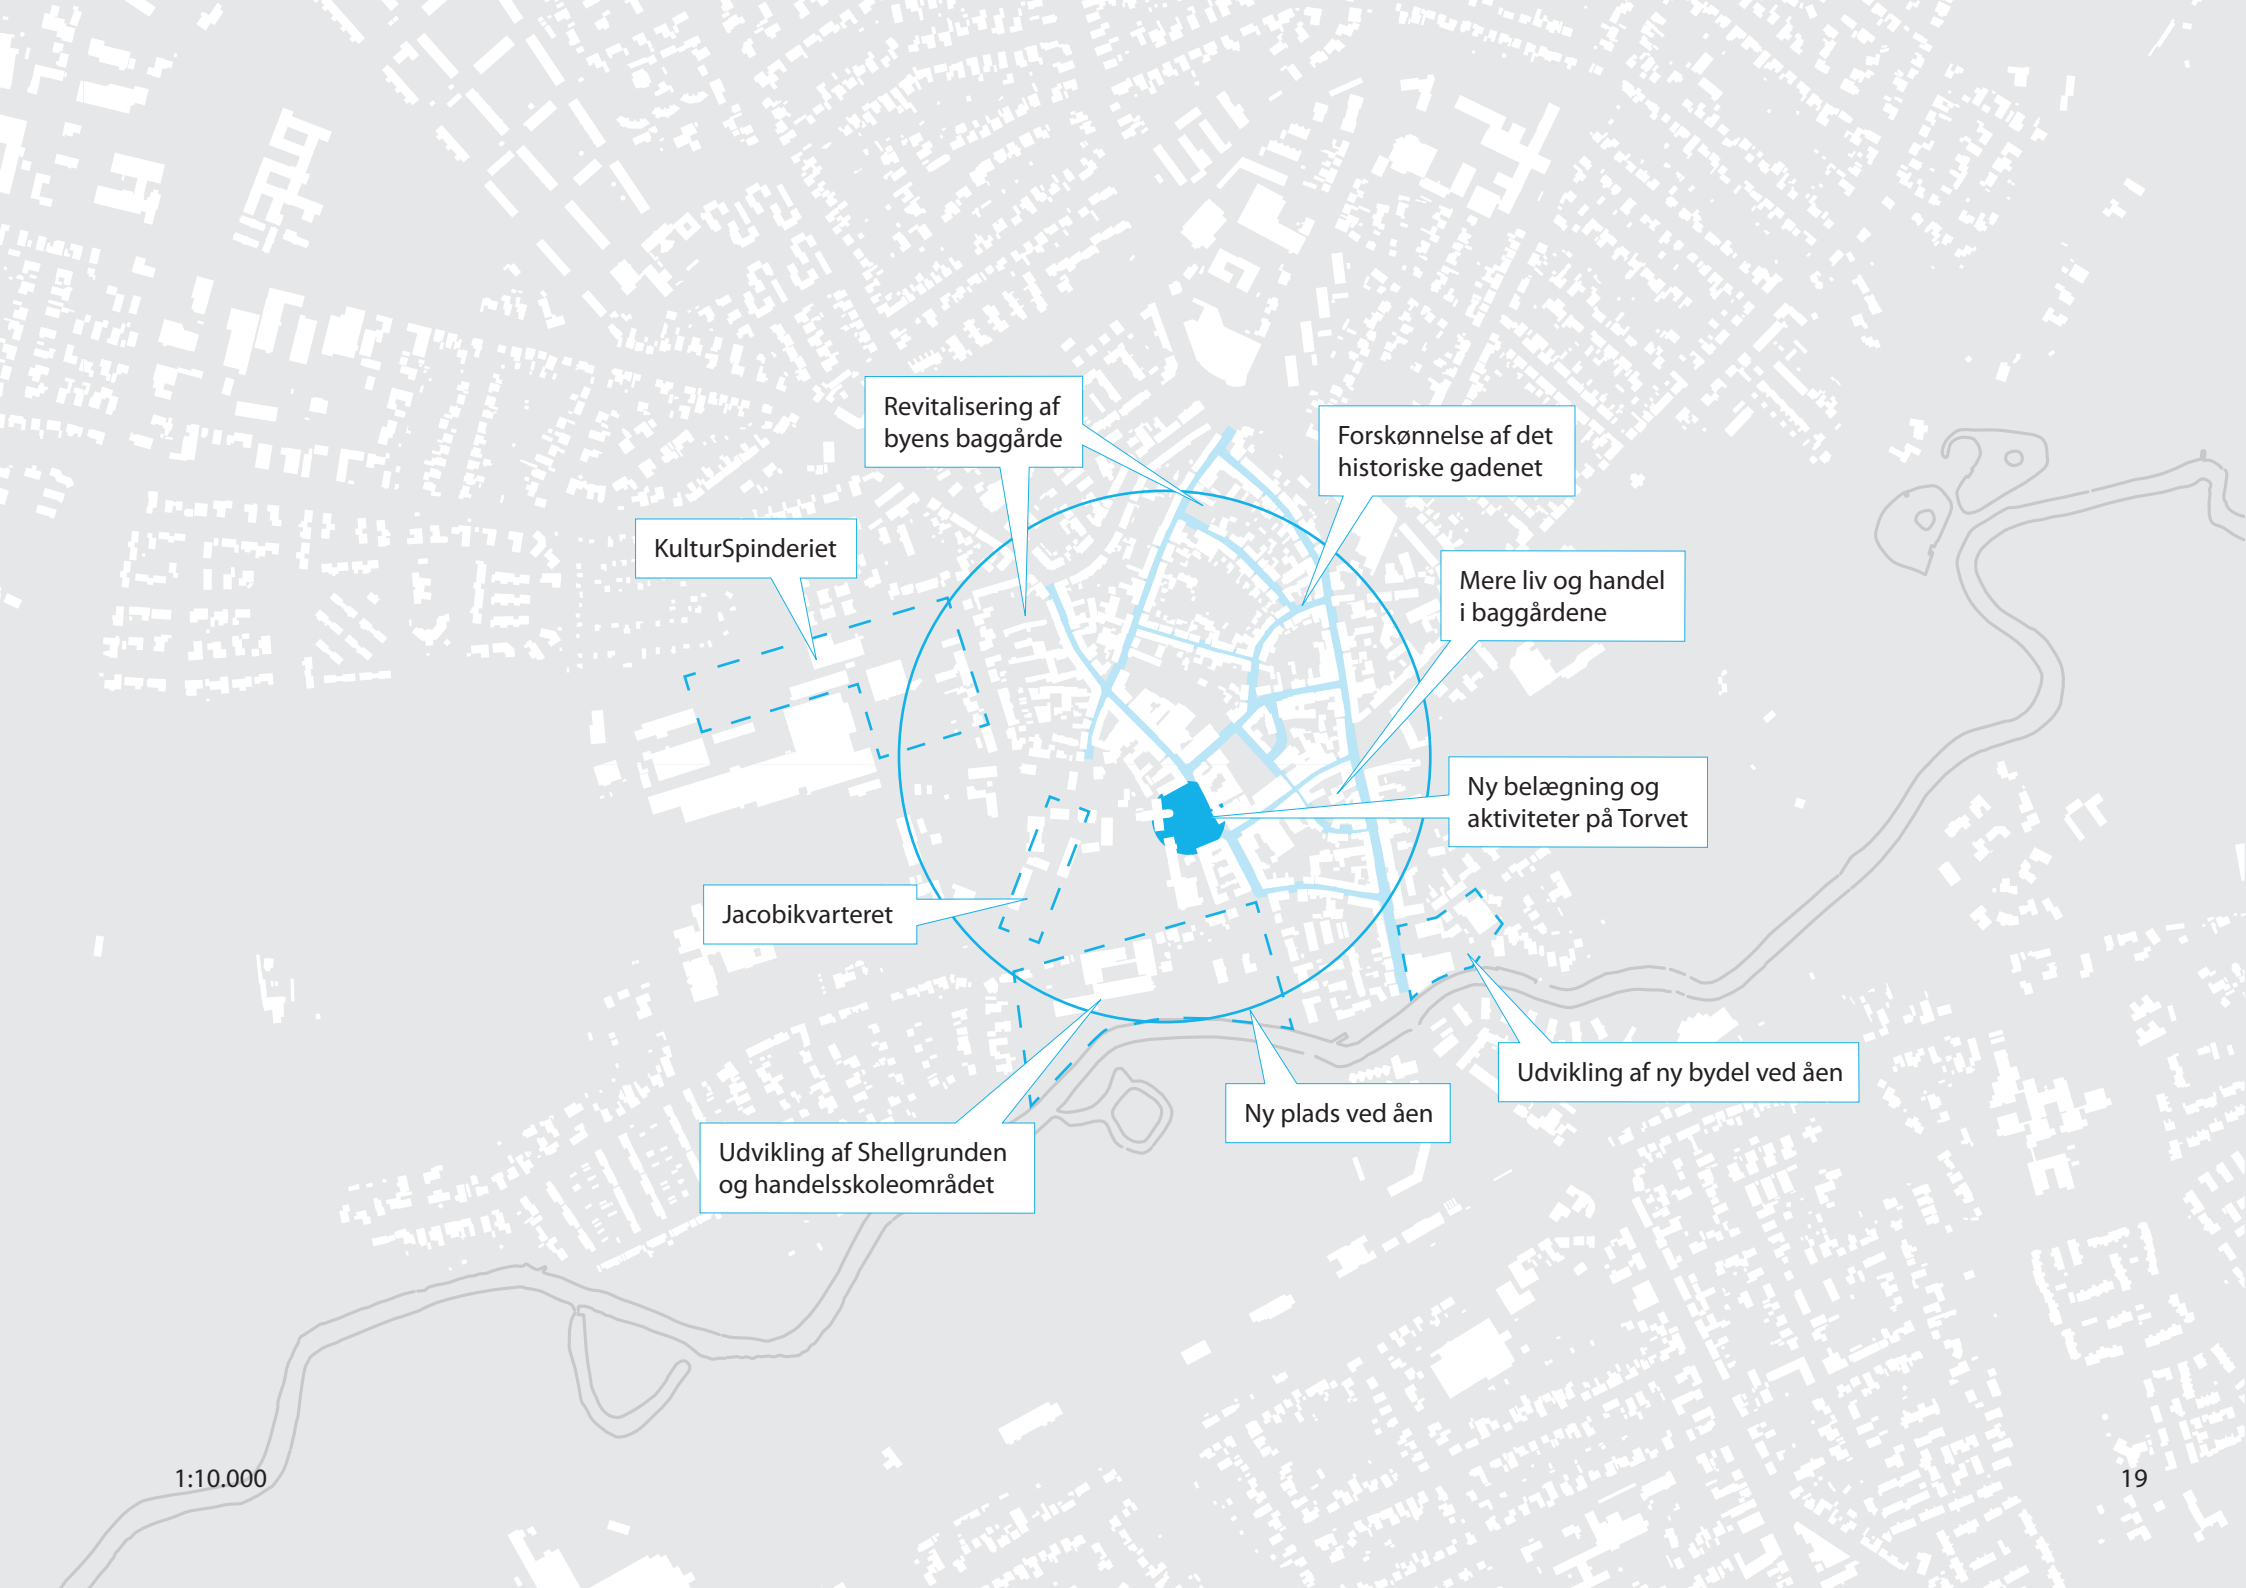 Revitalisering af
byens baggårde
Forskønnelse af det
historiske gadenet
KulturSpinderiet
Mere liv og handel
i baggårdene
Ny belægning og
aktiviteter på Torvet
Jacobikvarteret
Udvikling af ny bydel ved åen
Ny plads ved åen
Udvikling af Shellgrunden
og handelsskoleområdet
1:10.000
19